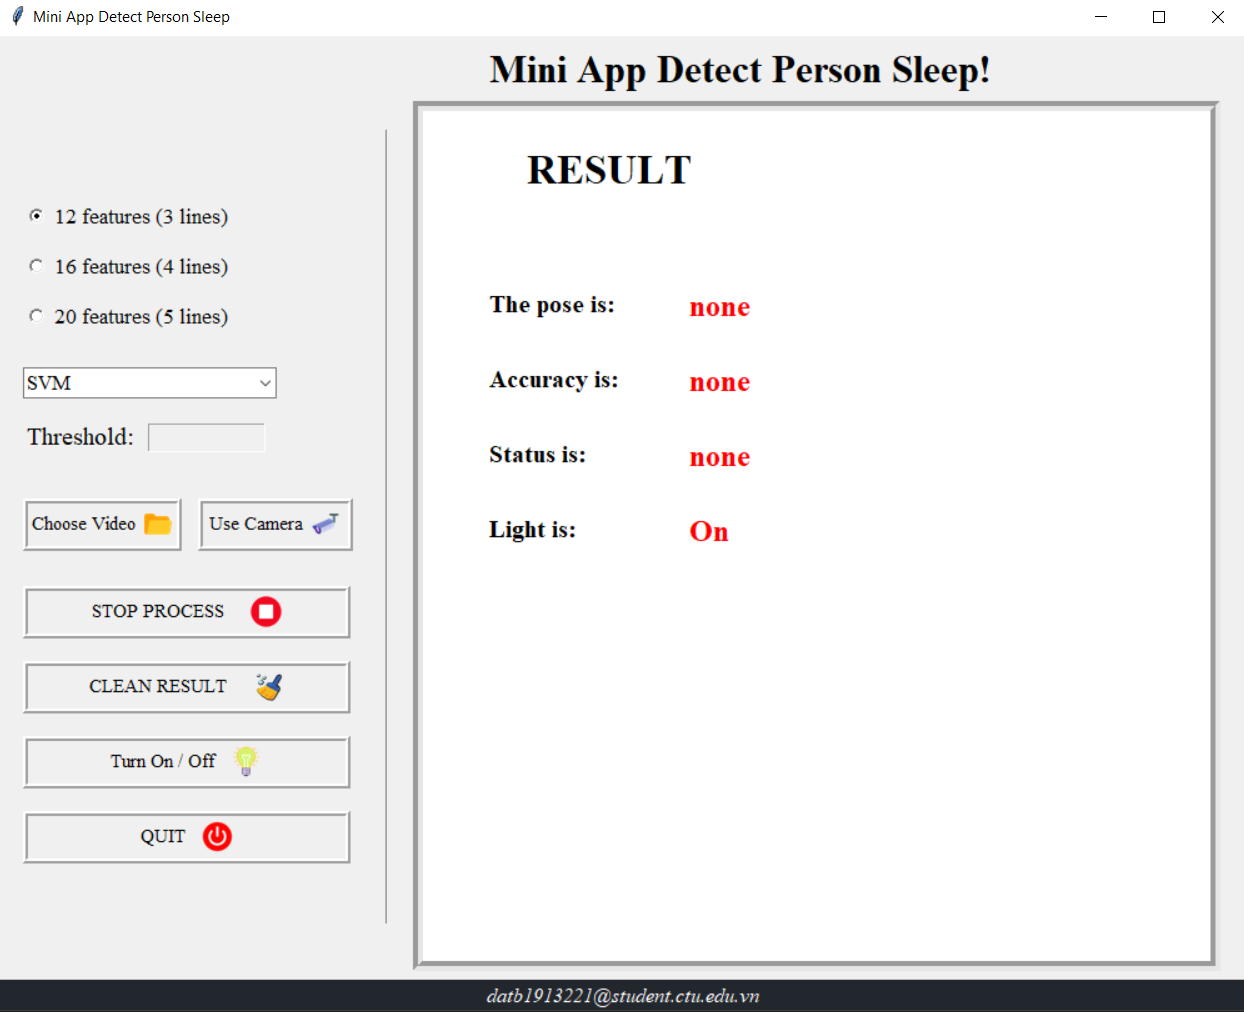 Mini App Detect Person Sleep
Mini App Detect Person Sleep!
12 features (3 lines)
16 features (4 lines)
20 features (5 lines)
SVM
Threshold:
Choose Video
Use Camera
STOP PROCESS
CLEAN RESULT
Turn On / Off
QUIT
RESULT
The pose is: none
Accuracy is: none
Status is: none
Light is: On
datb1913221@student.ctu.edu.vn